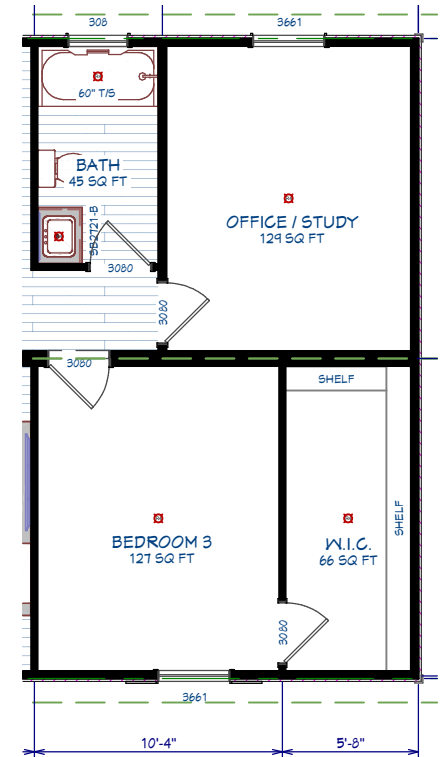 308
3661
60" T/S
BATH
45 SQ FT
SB2121-B
OFFICE / STUDY
129 SQ FT
3080
3080
3080
SHELF
SHELF
BEDROOM 3
127 SQ FT
W.I.C.
66 SQ FT
3080
3661
10'-4"
5'-8"